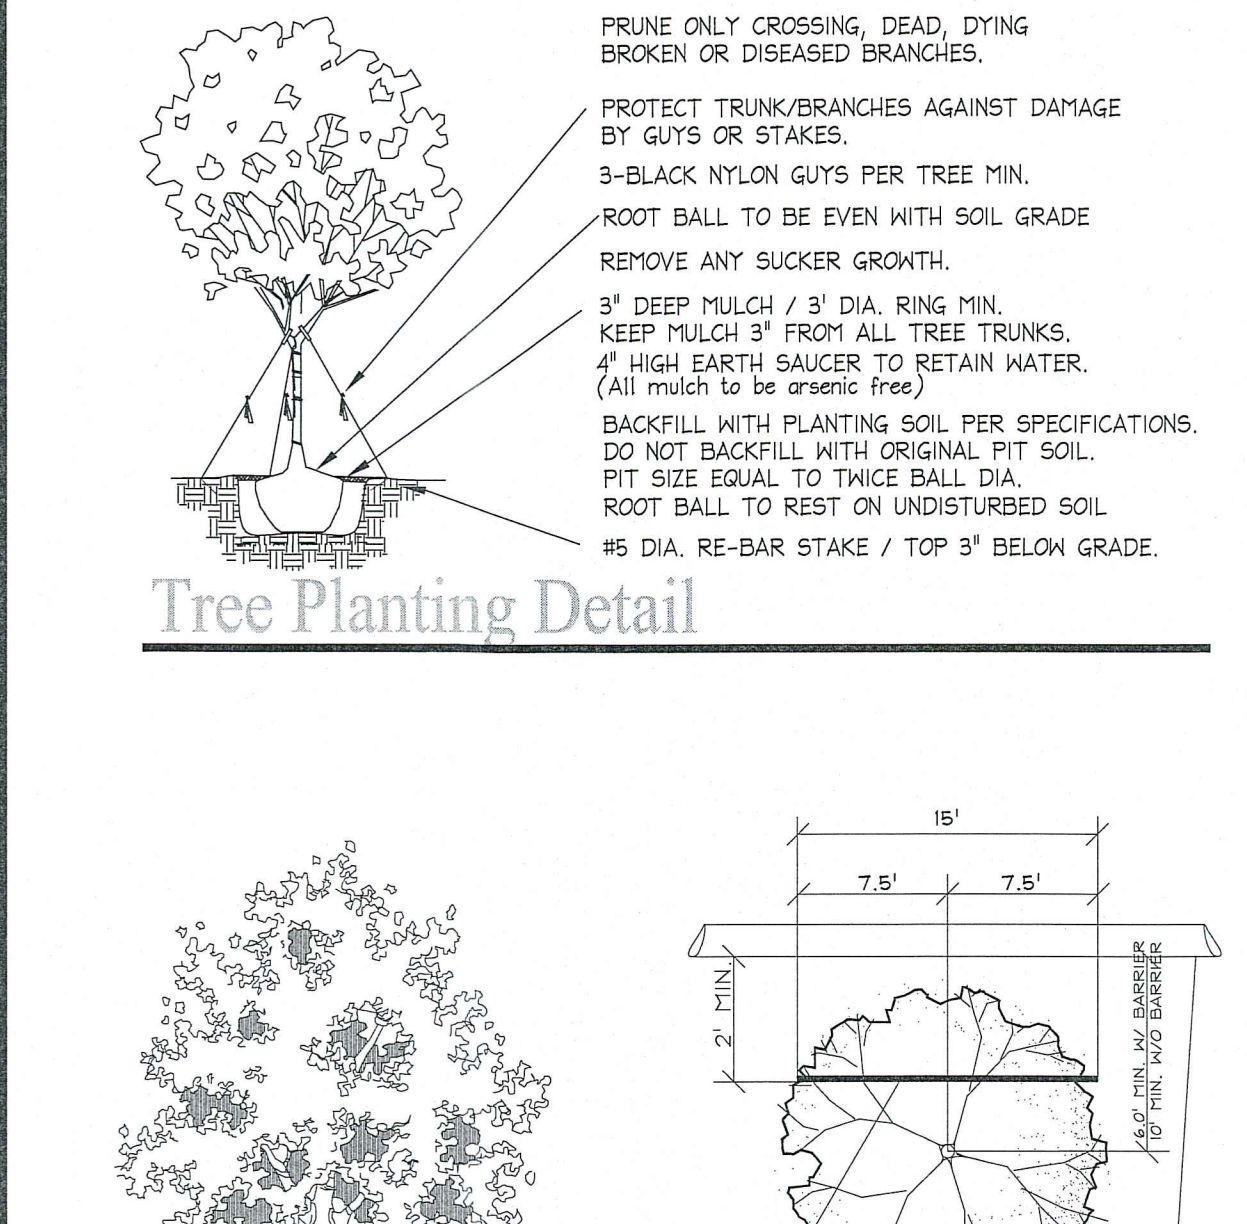 PRUNE ONLY CROSSING, DEAD, DYING
BROKEN OR DISEASED BRANCHES.
PROTECT TRUNK/BRANCHES AGAINST DAMAGE
BY GUYS OR STAKES.
3-BLACK NYLON GUYS PER TREE MIN.
ROOT BALL TO BE EVEN WITH SOIL GRADE
REMOVE ANY SUCKER GROWTH.
3" DEEP MULCH / 3' DIA. RING MIN.
KEEP MULCH 3" FROM ALL TREE TRUNKS.
4" HIGH EARTH SAUCER TO RETAIN WATER.
(All mulch to be arsenic free)
BACKFILL WITH PLANTING SOIL PER SPECIFICATIONS.
DO NOT BACKFILL WITH ORIGINAL PIT SOIL.
PIT SIZE EQUAL TO TWICE BALL DIA.
ROOT BALL TO REST ON UNDISTURBED SOIL
#5 DIA. RE-BAR STAKE / TOP 3" BELOW GRADE.
Tree Planting Detail
15'
7.5'
7.5'
2' MIN.
6.0' MIN. W/ BARRIER
10' MIN. W/O BARRIER